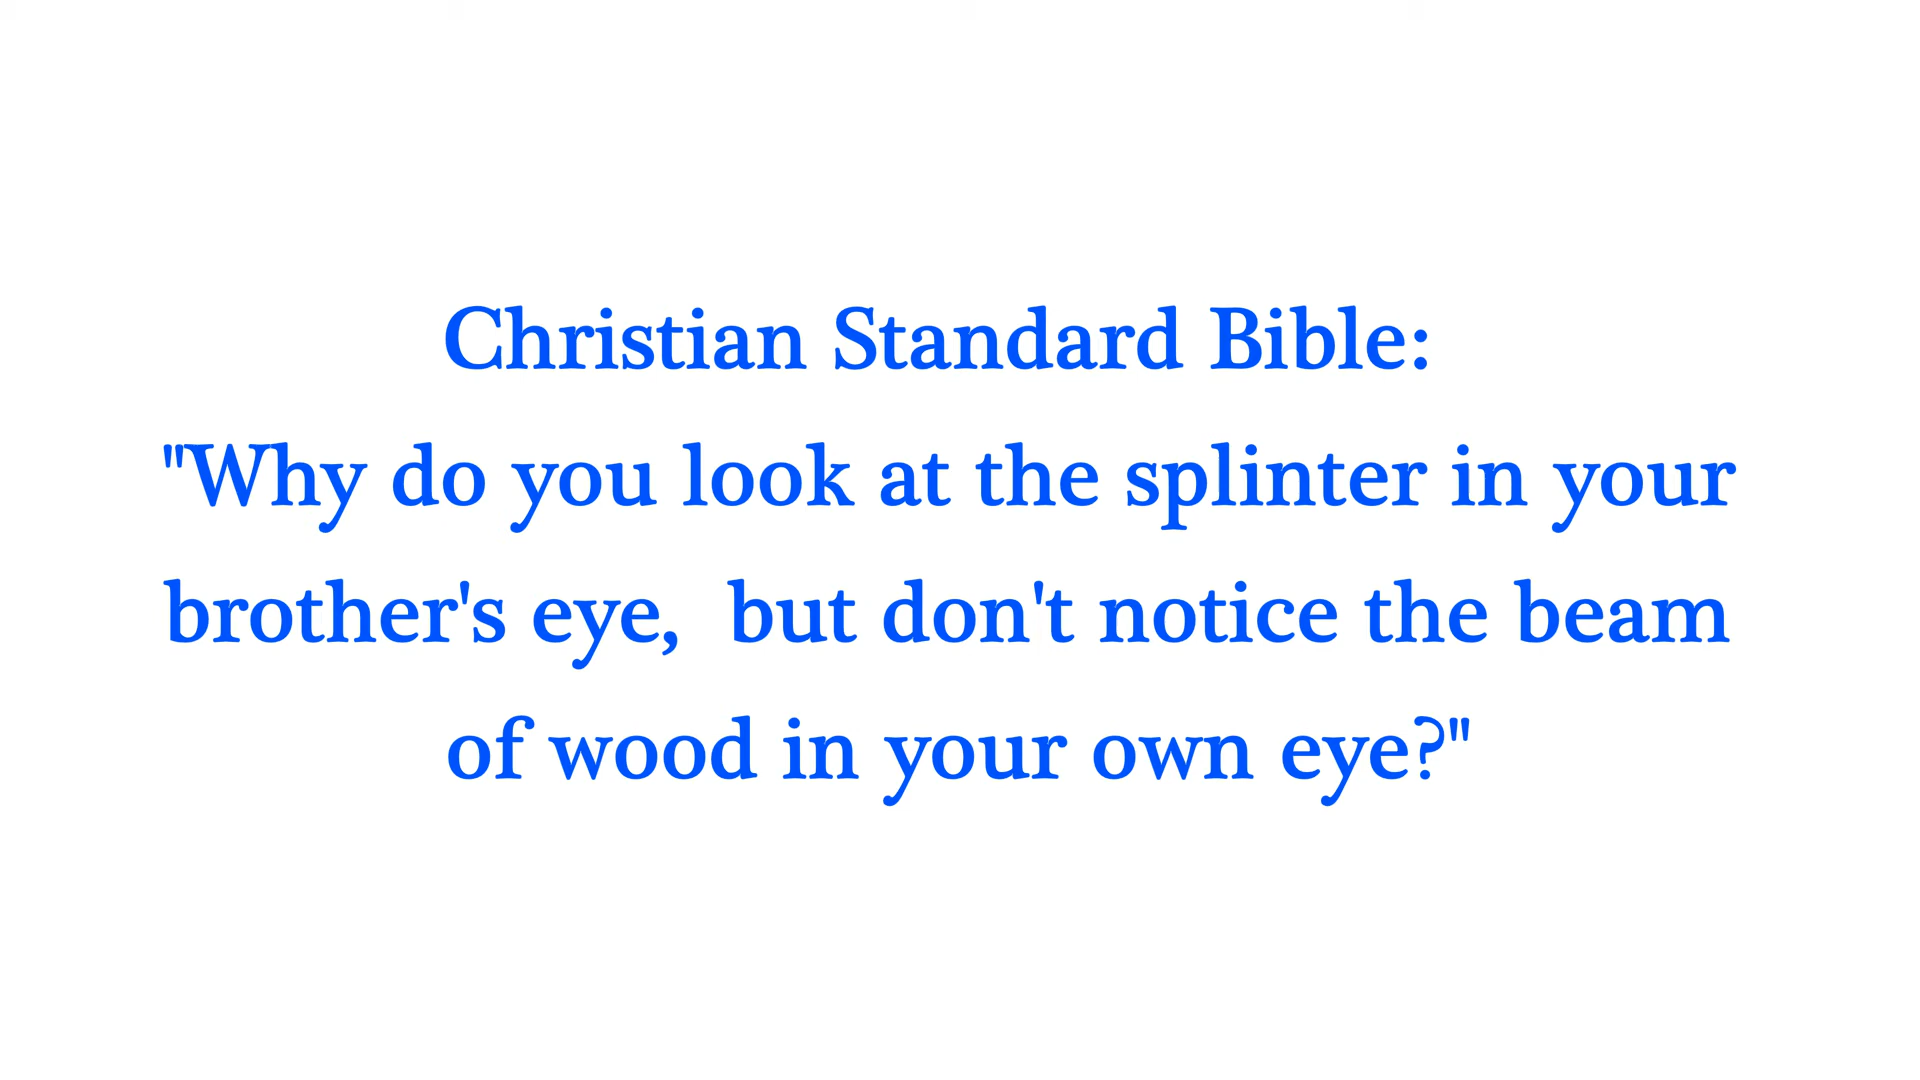 Christian Standard Bible:
"Why do you look at the splinter in your
brother's eye,  but don't notice the beam
of wood in your own eye?"